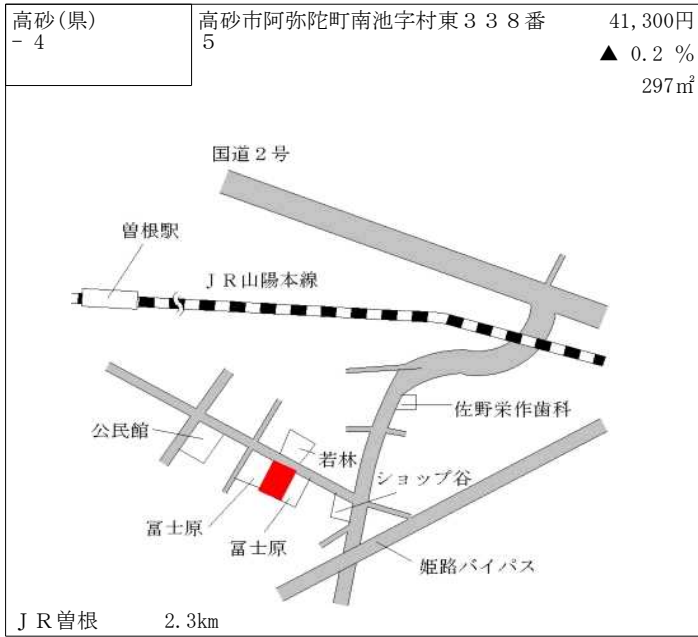 高砂(県)
- 4
高砂市阿弥陀町南池字村東３３８番
5
41,300円
▲ 0.2 %
297㎡
国道２号
曽根駅
ＪＲ山陽本線
佐野栄作歯科
公民館
若林
ショップ谷
冨士原
冨士原
姫路バイパス
ＪＲ曽根 2.3km